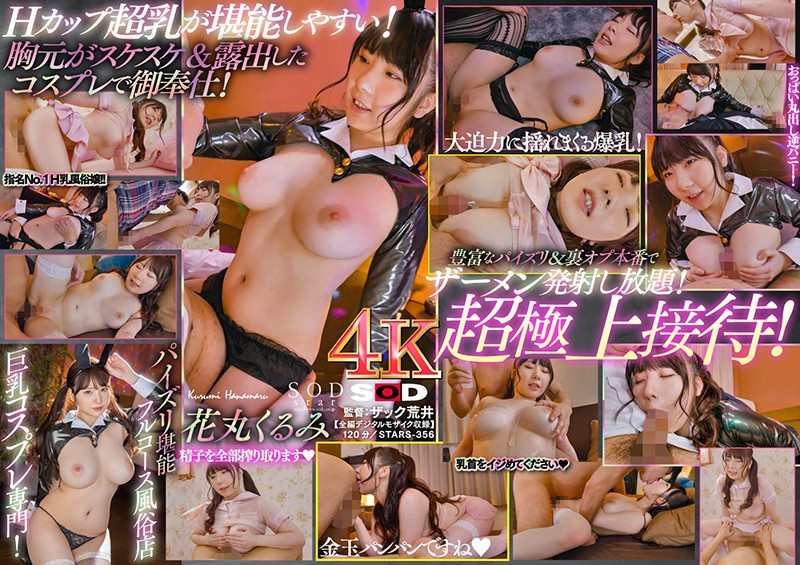 Hカップ超乳が堪能しやすい!
胸元がスケスケ&露出した
コスプレで御奉仕!
指名No.1H乳風俗嬢!!
大迫力に揺れまくる爆乳!
おっぱい丸出し逆バニー!
豊富なパイズリ&裏オプ本番で
ザーメン発射し放題!
超極上接待!
4K
Kurumi Hanamaru
SOD
star
SOD
花丸くるみ
監督:ザック荒井
【全編デジタルモザイク収録】
120分/STARS-356
精子を全部搾り取ります♥
パイズリ堪能
フルコース風俗店
巨乳コスプレ専門!
乳首をイジめてください♥
金玉パンパンですね♥